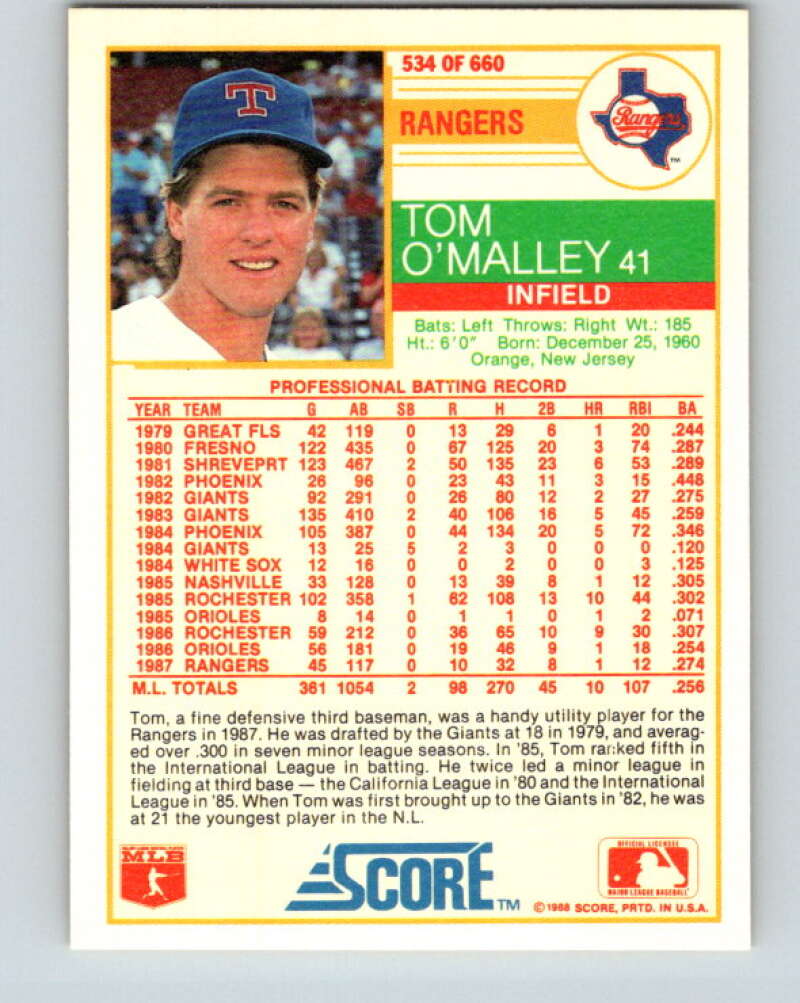 534 OF 660
RANGERS
Rangers
TM
T
TOM
O'MALLEY 41
INFIELD
Bats: Left Throws: Right Wt.: 185
Ht.: 6'0" Born: December 25, 1960
Orange, New Jersey
PROFESSIONAL BATTING RECORD
YEAR TEAM G AB SB R H 2B HR RBI BA
1979 GREAT FLS 42 119 0 13 29 6 1 20 .244
1980 FRESNO 122 435 0 67 125 20 3 74 .287
1981 SHREVEPRT 123 467 2 50 135 23 6 53 .289
1982 PHOENIX 26 96 0 23 43 11 3 15 .448
1982 GIANTS 92 291 0 26 80 12 2 27 .275
1983 GIANTS 135 410 2 40 106 16 5 45 .259
1984 PHOENIX 105 387 0 44 134 20 5 72 .346
1984 GIANTS 13 25 5 2 3 0 0 0 .120
1984 WHITE SOX 12 16 0 0 2 0 0 3 .125
1985 NASHVILLE 33 128 0 13 39 8 1 12 .305
1985 ROCHESTER 102 358 1 62 108 13 10 44 .302
1985 ORIOLES 8 14 0 1 1 0 1 2 .071
1986 ROCHESTER 59 212 0 36 65 10 9 30 .307
1986 ORIOLES 56 181 0 19 46 9 1 18 .254
1987 RANGERS 45 117 0 10 32 8 1 12 .274
M.L. TOTALS 361 1054 2 98 270 45 10 107 .256
Tom, a fine defensive third baseman, was a handy utility player for the
Rangers in 1987. He was drafted by the Giants at 18 in 1979, and averag-
ed over .300 in seven minor league seasons. In '85, Tom ranked fifth in
the International League in batting. He twice led a minor league in
fielding at third base — the California League in '80 and the International
League in '85. When Tom was first brought up to the Giants in '82, he was
at 21 the youngest player in the N.L.
MLB
SCORE TM
OFFICIAL LICENSEE
MAJOR LEAGUE BASEBALL
©1988 SCORE, PRTD. IN U.S.A.